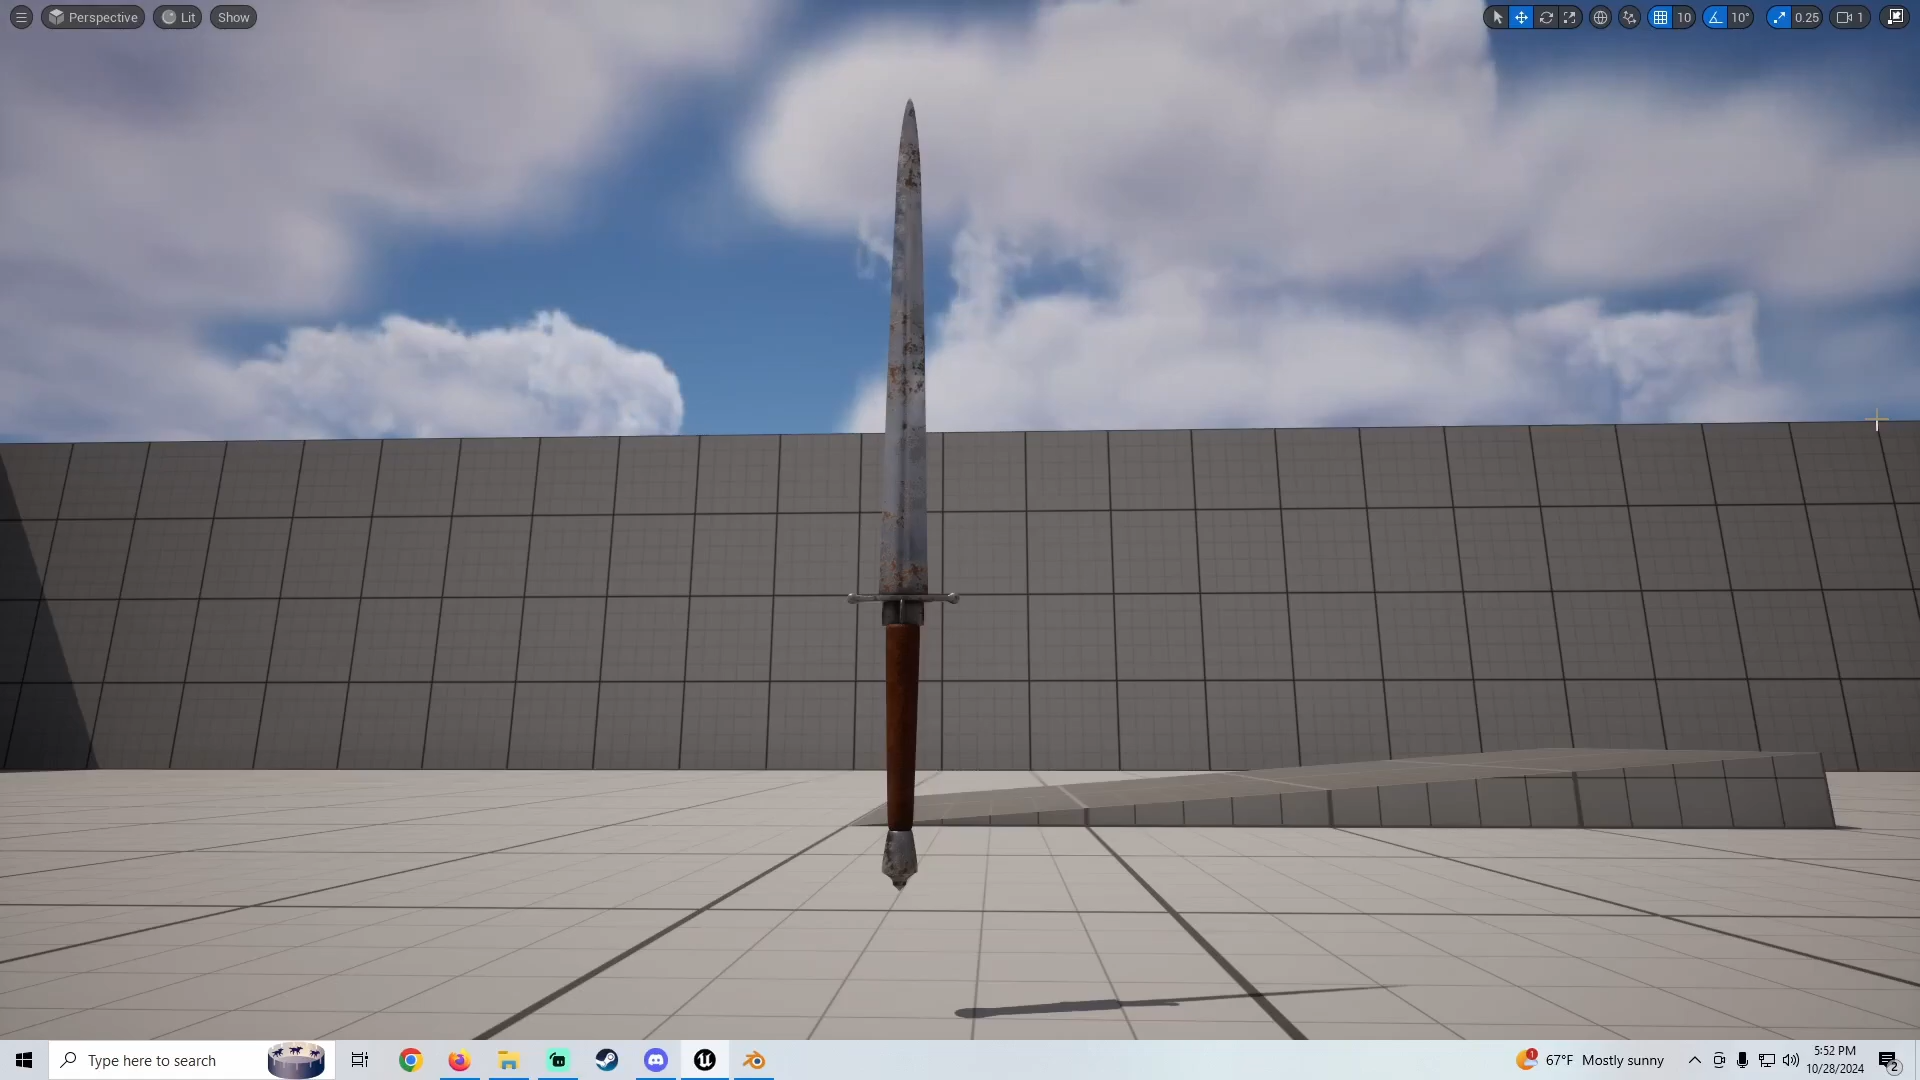 Perspective Lit Show 10 10° 0.25 1
Type here to search 1 67°F Mostly sunny 5:52 PM
10/28/2024 2